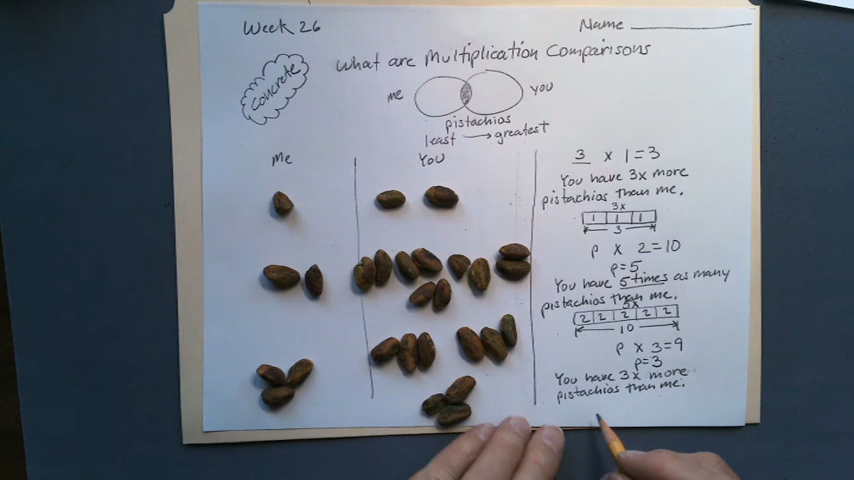 Week 26
Name
What are Multiplication Comparisons
Concrete
me
YOU
pistachios
least → greatest
me
YOU
3 x 1 = 3
You have 3x more
pistachios than me.
3x
1 1 1
3
p x 2 = 10
p = 5
You have 5 times as many
pistachios than me.
5x
2 2 2 2 2
10
p x 3 = 9
p = 3
You have 3x more
pistachios than me.